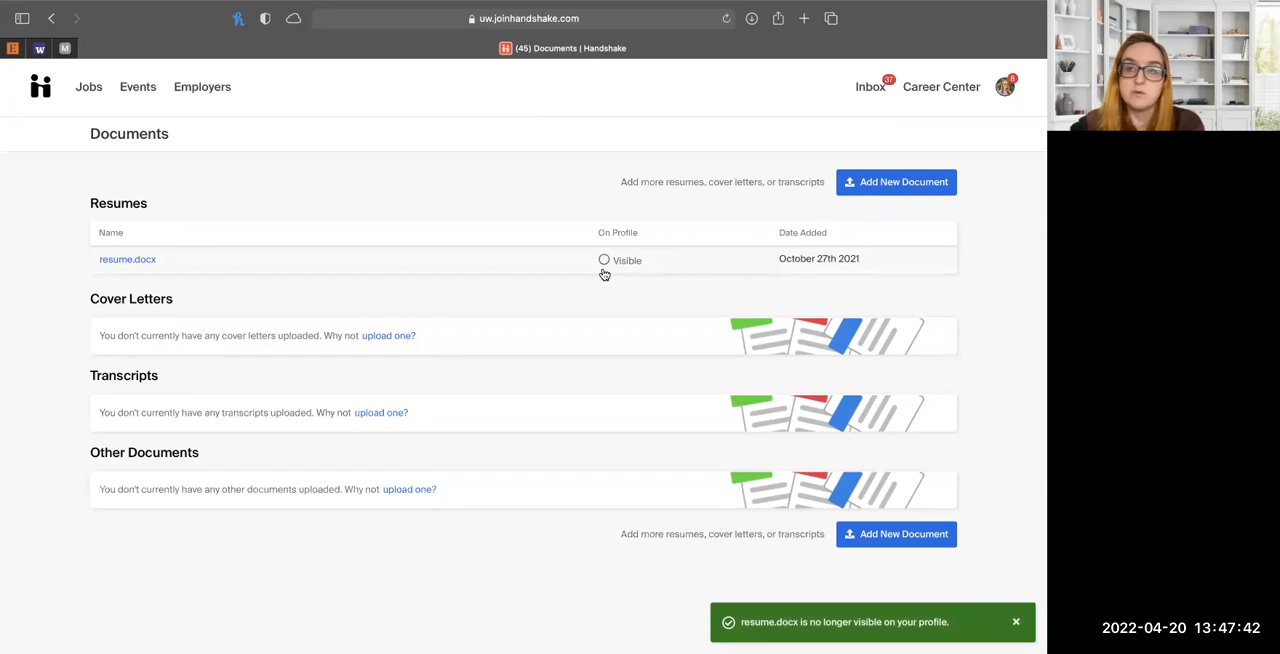 uw.joinhandshake.com
E
W
M
(45) Documents | Handshake
Jobs Events Employers
Inbox 37 Career Center 8
Documents
Add more resumes, cover letters, or transcripts Add New Document
Resumes
Name On Profile Date Added
resume.docx Visible October 27th 2021
Cover Letters
You don't currently have any cover letters uploaded. Why not upload one?
Transcripts
You don't currently have any transcripts uploaded. Why not upload one?
Other Documents
You don't currently have any other documents uploaded. Why not upload one?
Add more resumes, cover letters, or transcripts Add New Document
resume.docx is no longer visible on your profile.
2022-04-20 13:47:42